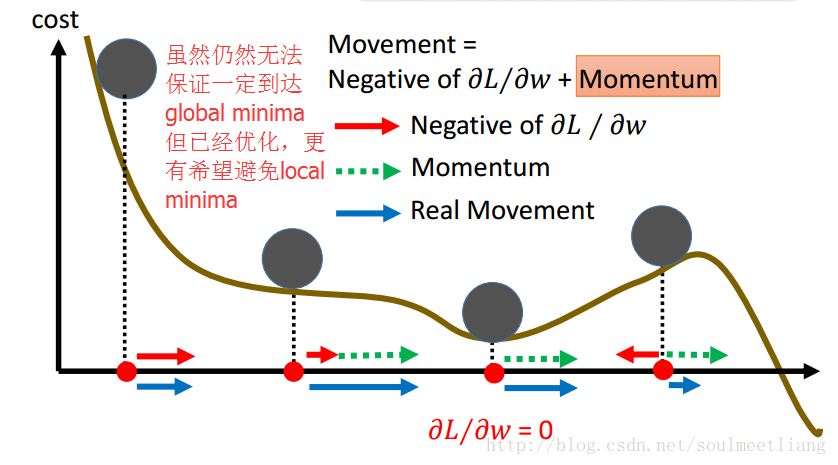 cost
虽然仍然无法
保证一定到达
global minima
但已经优化，更
有希望避免local
minima
Movement =
Negative of ∂L/∂w + Momentum
Negative of ∂L / ∂w
Momentum
Real Movement
∂L/∂w = 0
http://blog.csdn.net/soulmeetliang